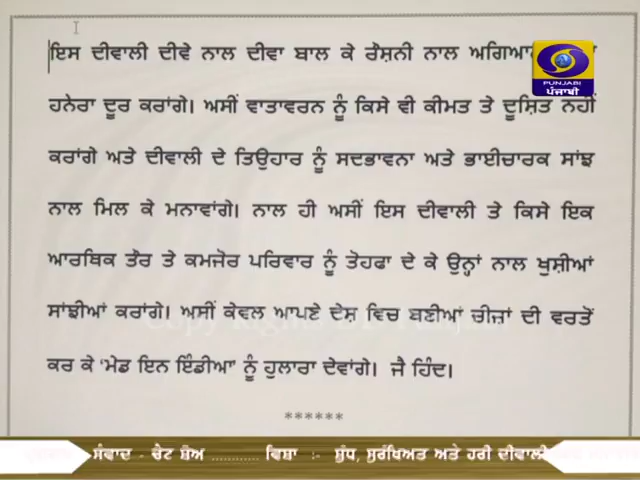 ਇਸ ਦੀਵਾਲੀ ਦੀਵੇ ਨਾਲ ਦੀਵਾ ਬਾਲ ਕੇ ਰੌਸ਼ਨੀ ਨਾਲ
ਹਨੇਰਾ ਦੂਰ ਕਰਾਂਗੇ। ਅਸੀਂ ਵਾਤਾਵਰਨ ਨੂੰ ਕਿਸੇ ਵੀ ਕੀਮਤ ਤੇ ਦੂਸ਼ਿਤ ਨਹੀਂ
ਕਰਾਂਗੇ ਅਤੇ ਦੀਵਾਲੀ ਦੇ ਤਿਉਹਾਰ ਨੂੰ ਸਦਭਾਵਨਾ ਅਤੇ ਭਾਈਚਾਰਕ ਸਾਂਝ
ਨਾਲ ਮਿਲ ਕੇ ਮਨਾਵਾਂਗੇ। ਨਾਲ ਹੀ ਅਸੀਂ ਇਸ ਦੀਵਾਲੀ ਤੇ ਕਿਸੇ ਇਕ
ਆਰਥਿਕ ਤੌਰ ਤੇ ਕਮਜੋਰ ਪਰਿਵਾਰ ਨੂੰ ਤੋਹਫਾ ਦੇ ਕੇ ਉਨ੍ਹਾਂ ਨਾਲ ਖੁਸ਼ੀਆਂ
ਸਾਂਝੀਆਂ ਕਰਾਂਗੇ। ਅਸੀਂ ਕੇਵਲ ਆਪਣੇ ਦੇਸ਼ ਵਿਚ ਬਣੀਆਂ ਚੀਜ਼ਾਂ ਦੀ ਵਰਤੋਂ
ਕਰ ਕੇ 'ਮੇਡ ਇਨ ਇੰਡੀਆ' ਨੂੰ ਹੁਲਾਰਾ ਦੇਵਾਂਗੇ। ਜੈ ਹਿੰਦ।
******
PUNJABI
ਪੰਜਾਬੀ
ਸੰਵਾਦ - ਚੈਟ ਸ਼ੋਅ ............ ਵਿਸ਼ਾ :- ਸ਼ੁੱਧ, ਸੁਰੱਖਿਅਤ ਅਤੇ ਹਰੀ ਦੀਵਾਲੀ